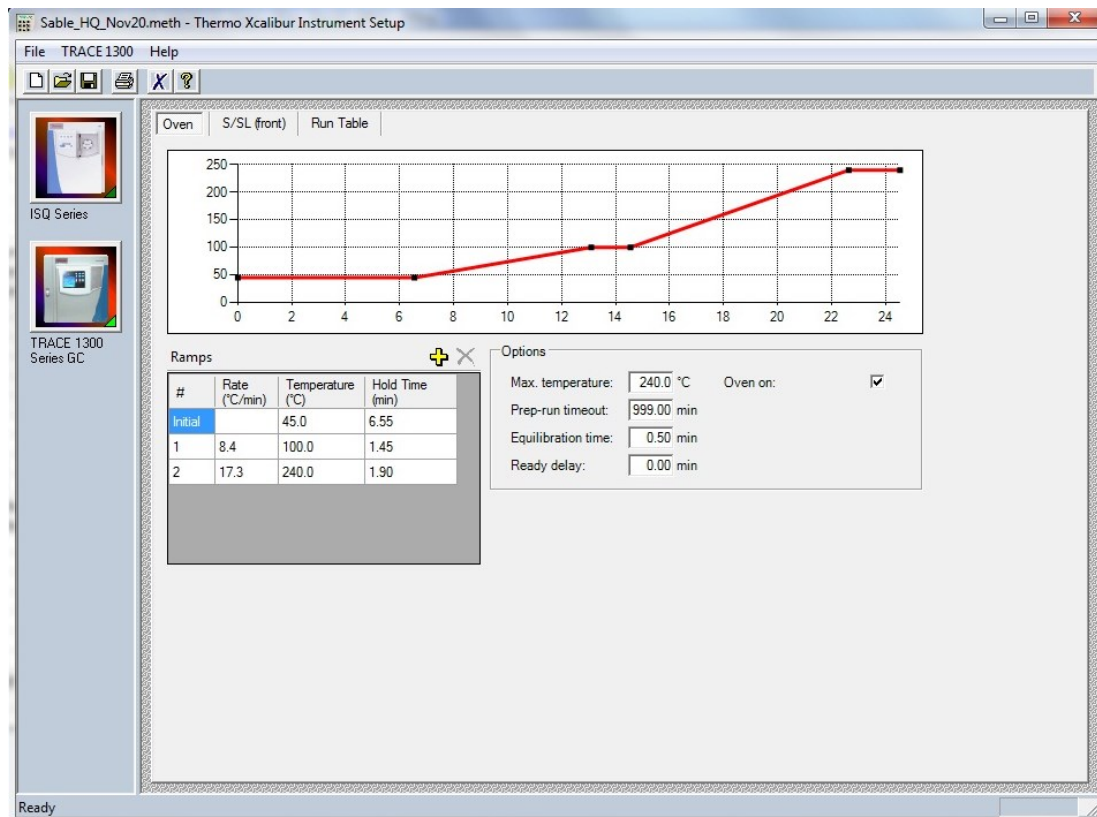 Sable_HQ_Nov20.meth - Thermo Xcalibur Instrument Setup
File TRACE 1300 Help
Oven S/SL (front) Run Table
ISQ Series
TRACE 1300
Series GC
250
200
150
100
50
0
0 2 4 6 8 10 12 14 16 18 20 22 24
Ramps
# Rate (°C/min) Temperature (°C) Hold Time (min)
Initial 45.0 6.55
1 8.4 100.0 1.45
2 17.3 240.0 1.90
Options
Max. temperature: 240.0 °C Oven on:
Prep-run timeout: 999.00 min
Equilibration time: 0.50 min
Ready delay: 0.00 min
Ready